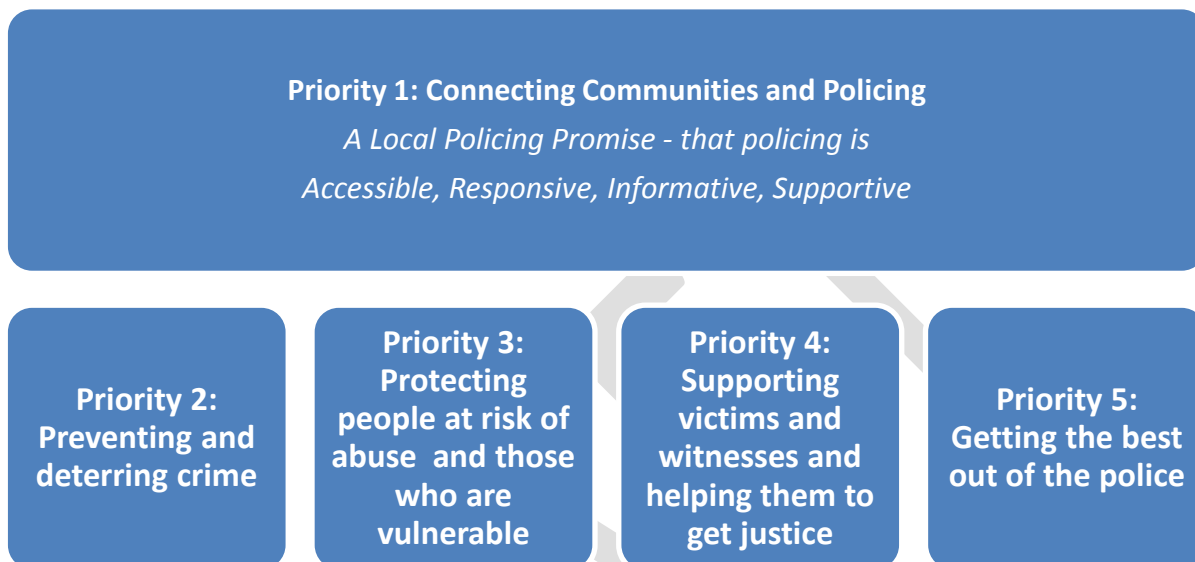 Priority 1: Connecting Communities and Policing
A Local Policing Promise - that policing is
Accessible, Responsive, Informative, Supportive
Priority 2:
Preventing and
deterring crime
Priority 3:
Protecting
people at risk of
abuse  and those
who are
vulnerable
Priority 4:
Supporting
victims and
witnesses and
helping them to
get justice
Priority 5:
Getting the best
out of the police